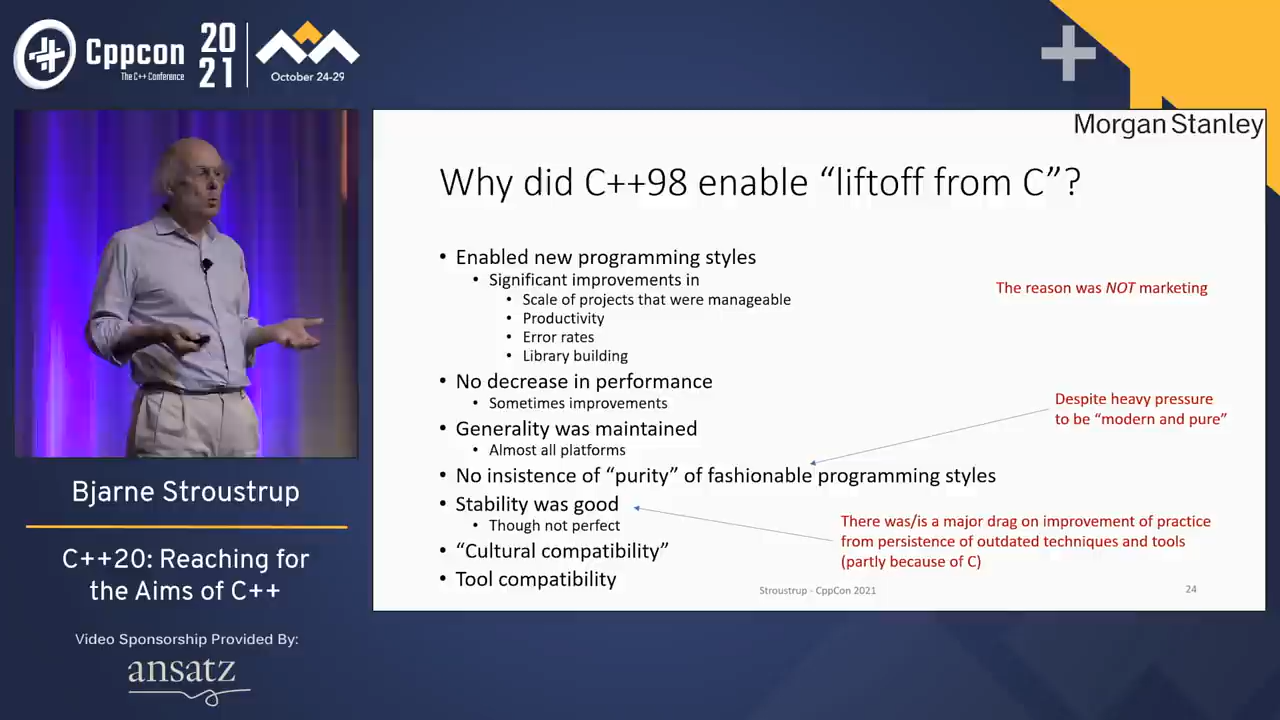 Cppcon
The C++ Conference
20
21
October 24-29
Morgan Stanley
Why did C++98 enable “liftoff from C”?
• Enabled new programming styles
• Significant improvements in
• Scale of projects that were manageable
• Productivity
• Error rates
• Library building
• No decrease in performance
• Sometimes improvements
• Generality was maintained
• Almost all platforms
• No insistence of “purity” of fashionable programming styles
• Stability was good
• Though not perfect
• “Cultural compatibility”
• Tool compatibility
The reason was NOT marketing
Despite heavy pressure
to be “modern and pure”
There was/is a major drag on improvement of practice
from persistence of outdated techniques and tools
(partly because of C)
Stroustrup - CppCon 2021
24
Bjarne Stroustrup
C++20: Reaching for
the Aims of C++
Video Sponsorship Provided By:
ansatz